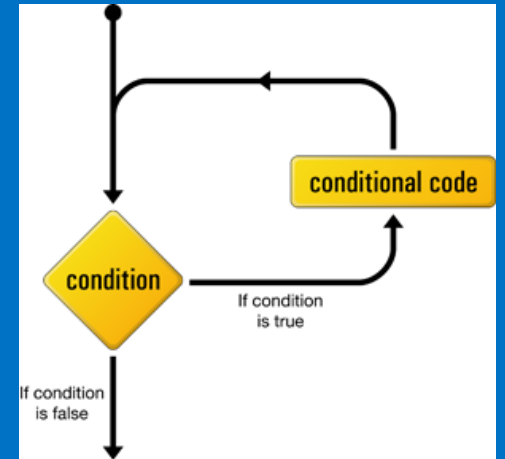 conditional code
condition
If condition
is true
If condition
is false